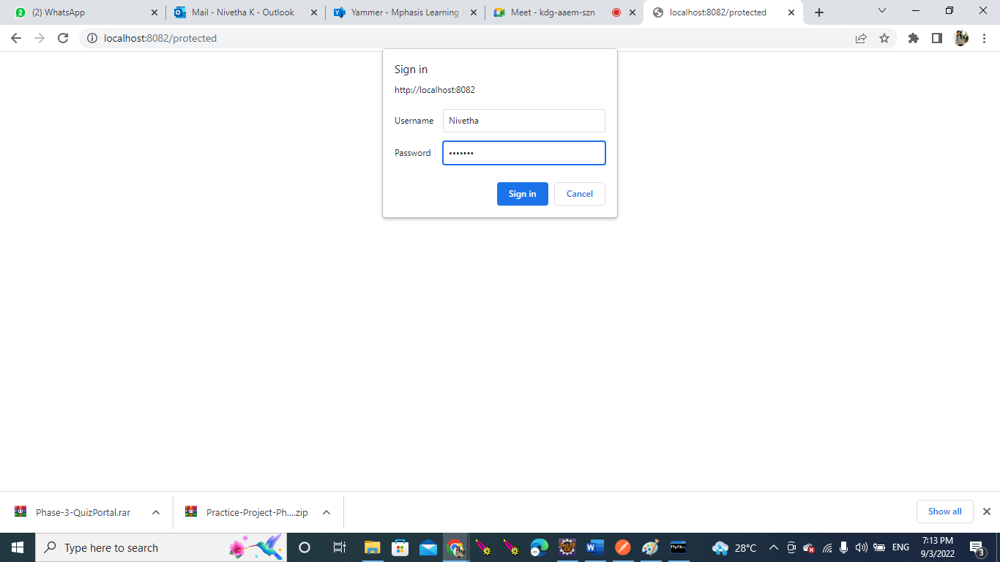 (2) WhatsApp
Mail - Nivetha K - Outlook
Yammer - Mphasis Learning
Meet - kdg-aaem-szn
localhost:8082/protected
localhost:8082/protected
Sign in
http://localhost:8082
Username Nivetha
Password •••••••
Sign in Cancel
Phase-3-QuizPortal.rar
Practice-Project-Ph....zip
Show all
Type here to search
28°C
ENG
7:13 PM
9/3/2022
3